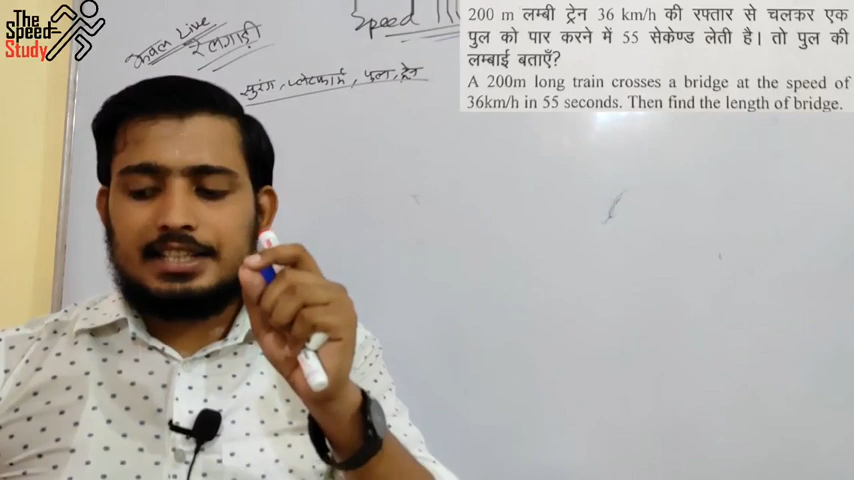 The
Speed
Study
केवल Live
रेलगाड़ी
Speed
सुरंग, प्लेटफार्म, पुल, ट्रेन
200 m लम्बी ट्रेन 36 km/h की रफ्तार से चलकर एक
पुल को पार करने में 55 सेकेण्ड लेती है। तो पुल की
लम्बाई बताएँ?
A 200m long train crosses a bridge at the speed of
36km/h in 55 seconds. Then find the length of bridge.